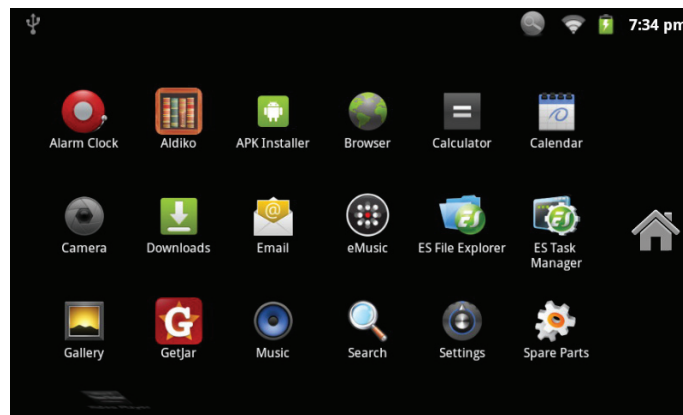 7:34 pm
Alarm Clock
Aldiko
APK Installer
Browser
Calculator
Calendar
Camera
Downloads
Email
eMusic
ES File Explorer
ES Task
Manager
Gallery
GetJar
Music
Search
Settings
Spare Parts